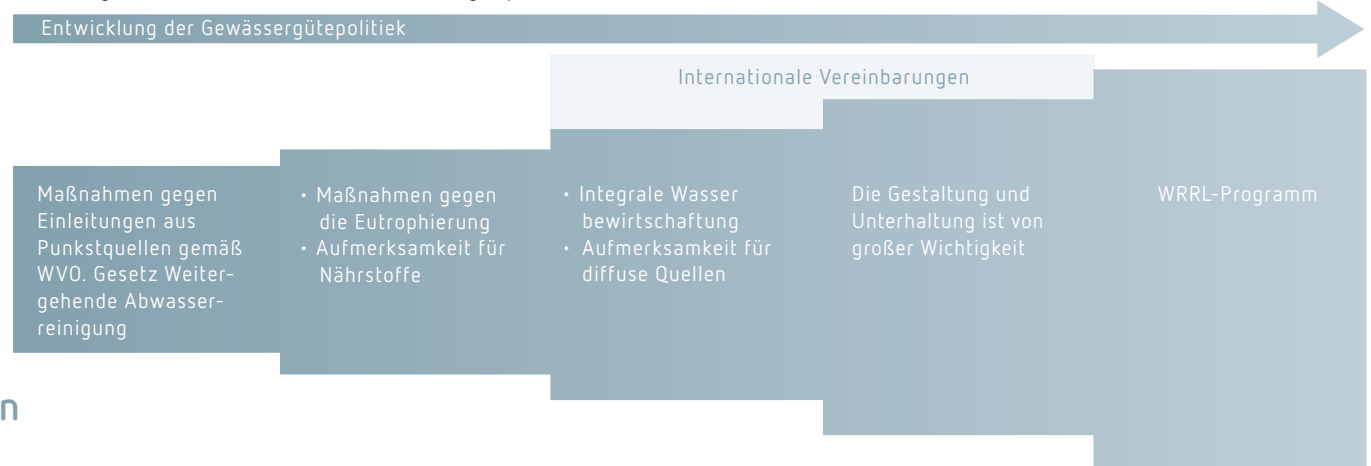 Entwicklung der Gewässergütepolitiek
Internationale Vereinbarungen
Maßnahmen gegen
Einleitungen aus
Punkstquellen gemäß
WVO. Gesetz Weiter-
gehende Abwasser-
reinigung
• Maßnahmen gegen
die Eutrophierung
• Aufmerksamkeit für
Nährstoffe
• Integrale Wasser
bewirtschaftung
• Aufmerksamkeit für
diffuse Quellen
Die Gestaltung und
Unterhaltung ist von
großer Wichtigkeit
WRRL-Programm
n